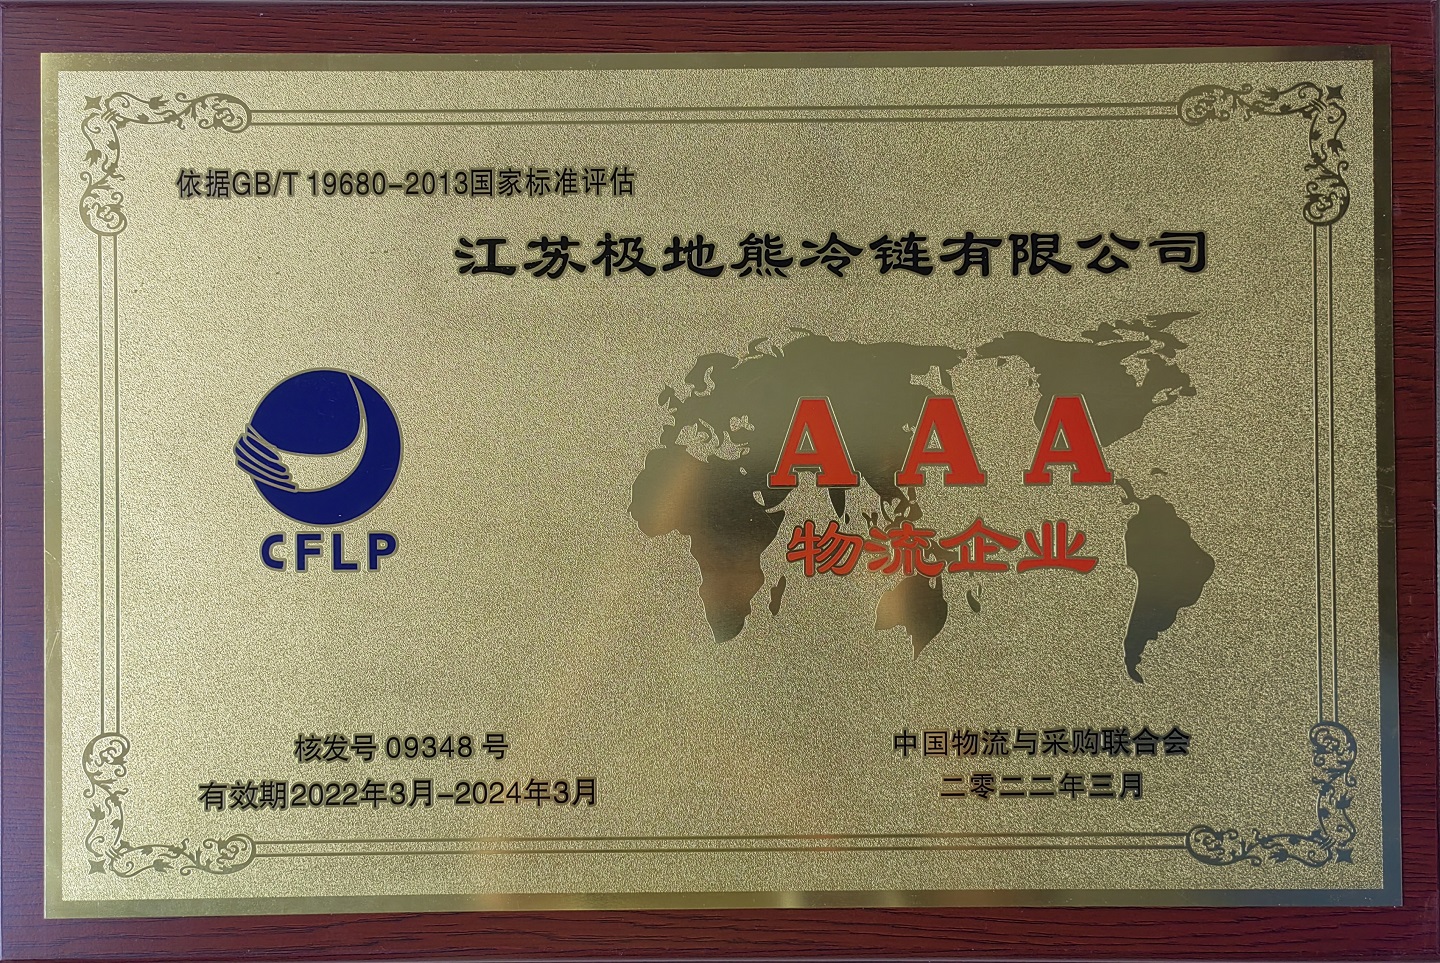 依据GB/T 19680-2013国家标准评估
江苏极地熊冷链有限公司
AAA
物流企业
CFLP
核发号 09348 号
有效期2022年3月-2024年3月
中国物流与采购联合会
二零二二年三月